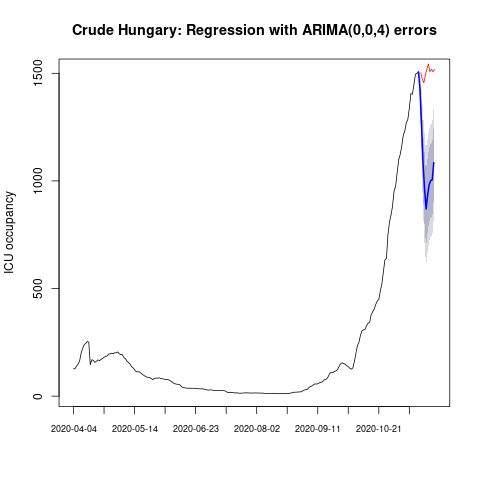 Crude Hungary: Regression with ARIMA(0,0,4) errors
ICU occupancy
1500
1000
500
0
2020-04-04 2020-05-14 2020-06-23 2020-08-02 2020-09-11 2020-10-21